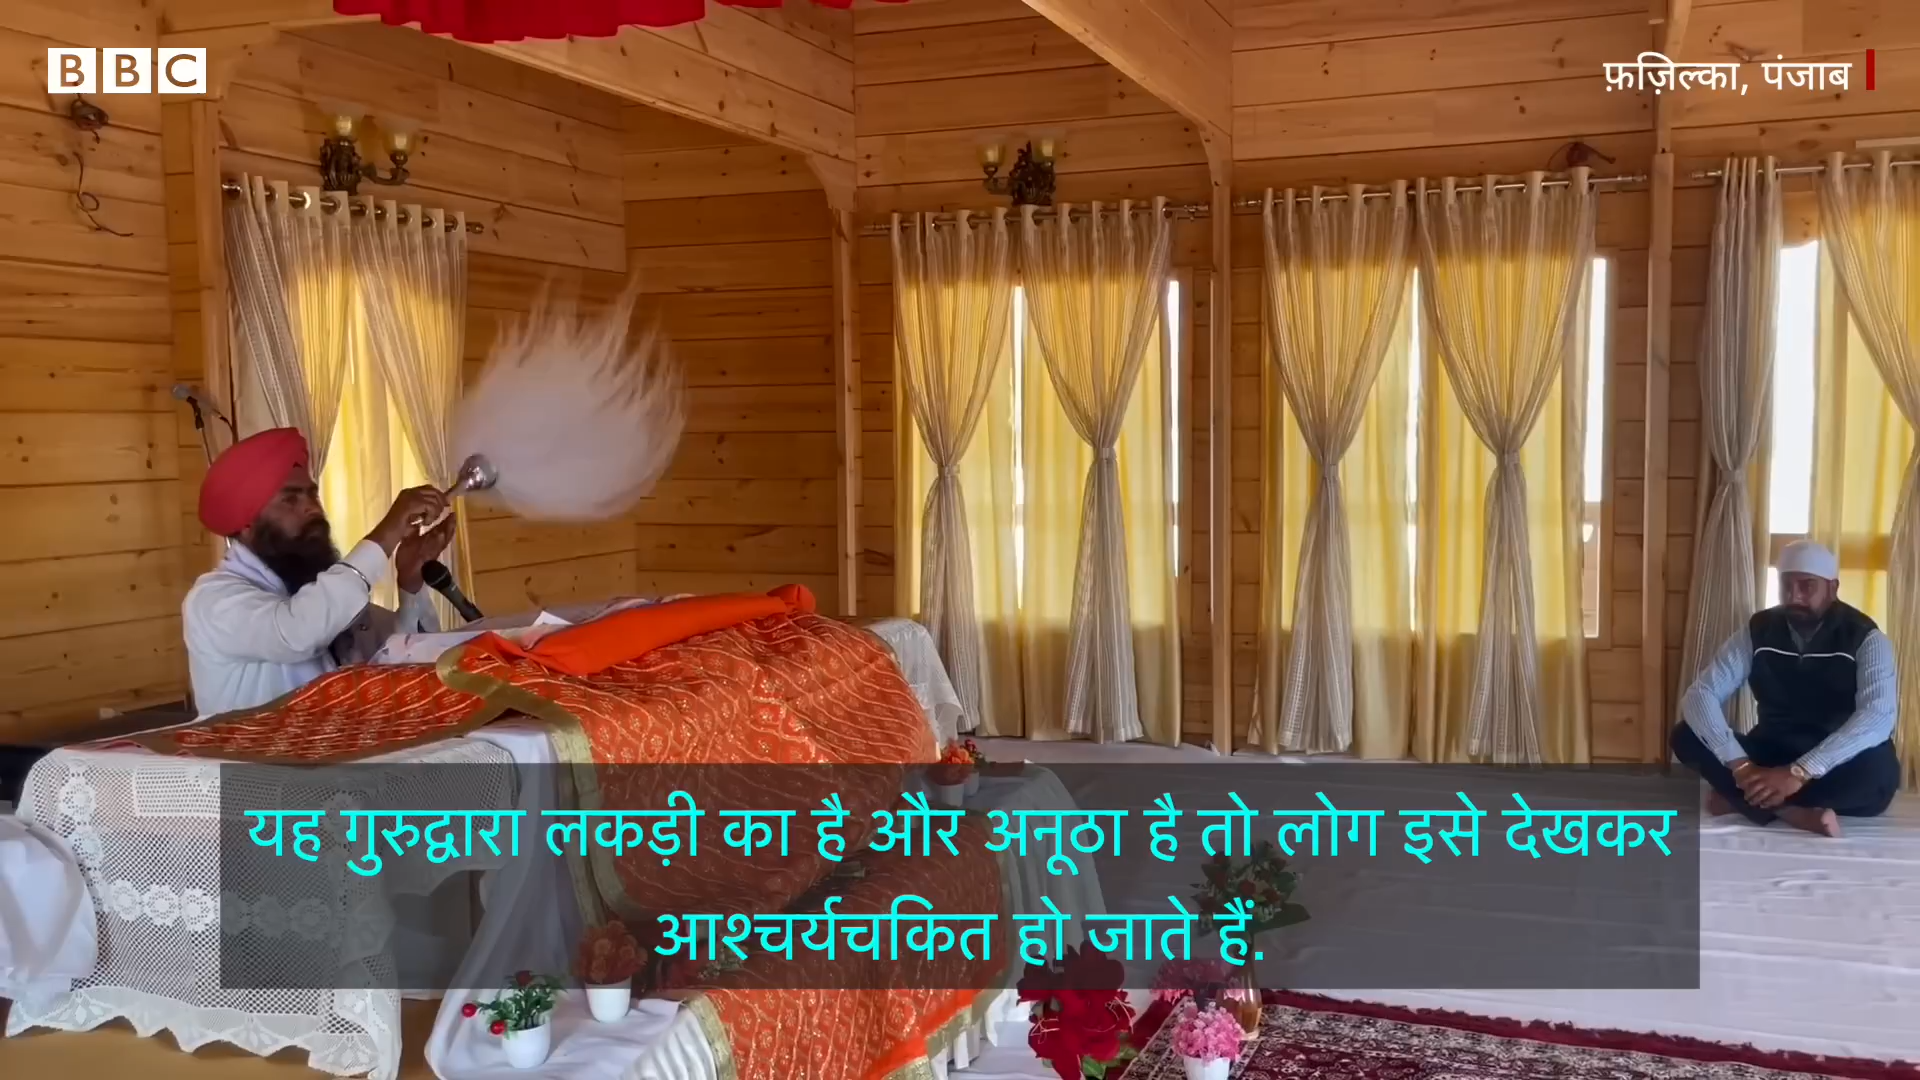 BBC
फ़ज़िल्का, पंजाब
यह गुरुद्वारा लकड़ी का है और अनूठा है तो लोग इसे देखकर
आश्चर्यचकित हो जाते हैं.